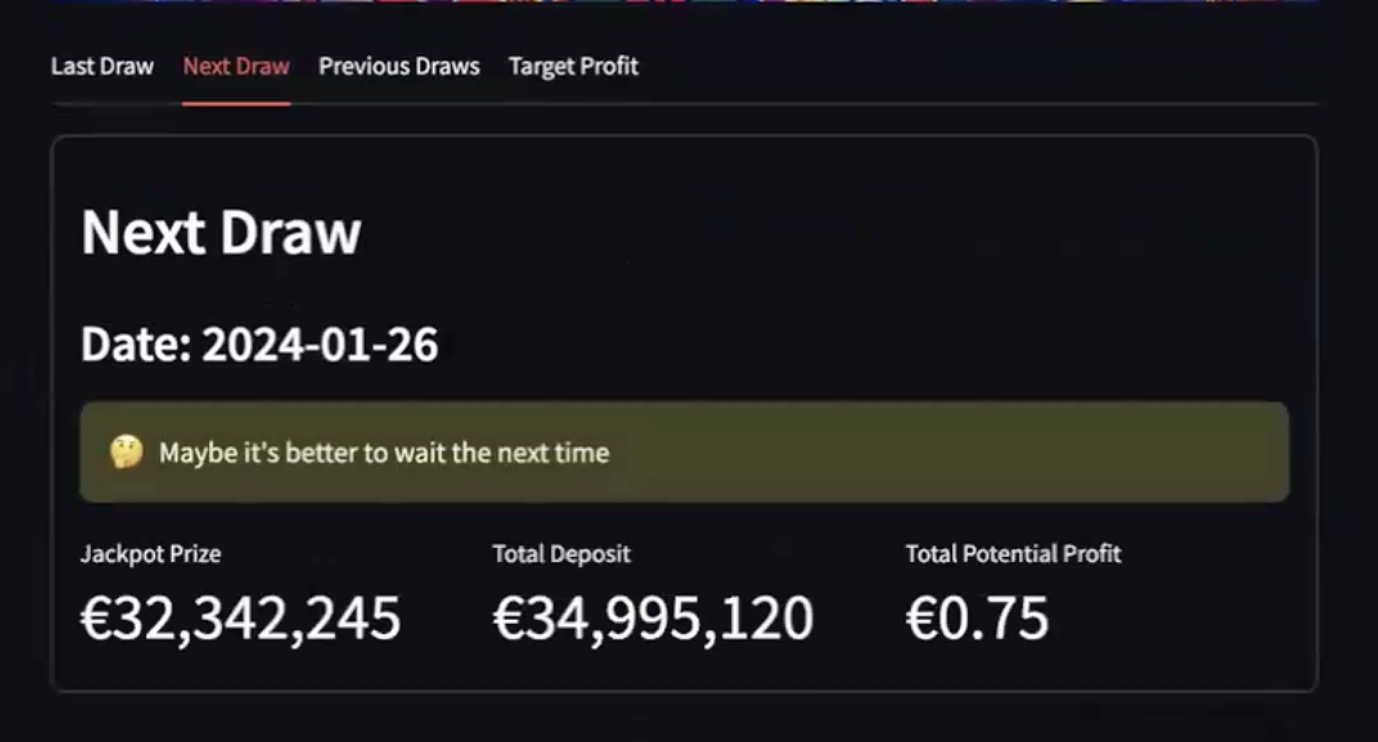 Last Draw Next Draw Previous Draws Target Profit
Next Draw
Date: 2024-01-26
🤔 Maybe it's better to wait the next time
Jackpot Prize Total Deposit Total Potential Profit
€32,342,245 €34,995,120 €0.75